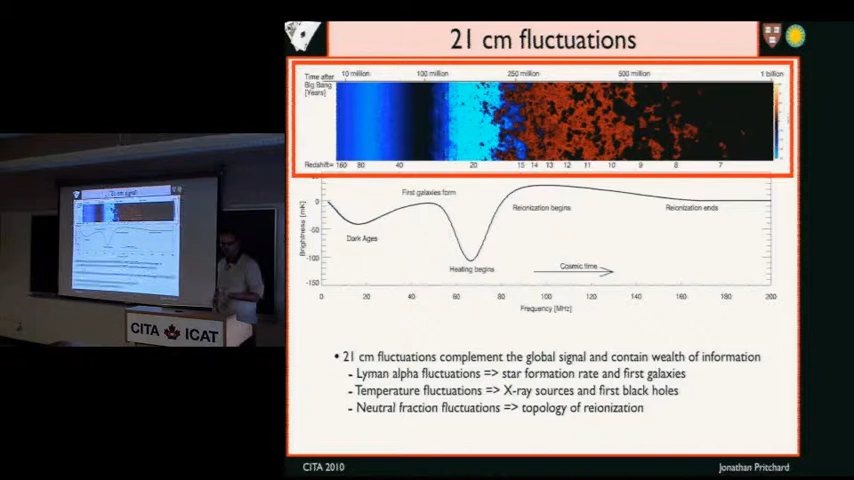 21 cm fluctuations
Time after Big Bang [Years]
10 million 100 million 250 million 500 million 1 billion
Redshift= 160 80 40 20 15 14 13 12 11 10 9 8 7
Brightness [mK]
0
-50
-100
-150
First galaxies form
Reionization begins
Reionization ends
Dark Ages
Heating begins
Cosmic time
0 20 40 60 80 100 120 140 160 180 200
Frequency [MHz]
• 21 cm fluctuations complement the global signal and contain wealth of information
- Lyman alpha fluctuations => star formation rate and first galaxies
- Temperature fluctuations => X-ray sources and first black holes
- Neutral fraction fluctuations => topology of reionization
CITA 2010
Jonathan Pritchard
21 cm signal
CITA ICAT